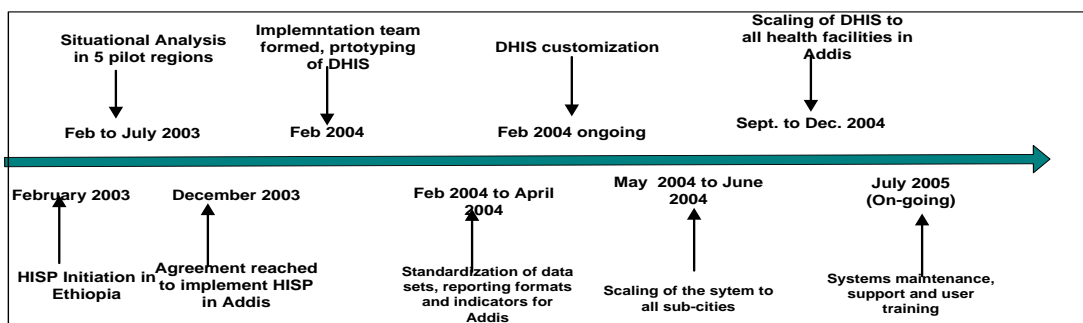 Situational Analysis
in 5 pilot regions
Feb to July 2003
Implemntation team
formed, prtotyping
of DHIS
Feb 2004
DHIS customization
Feb 2004 ongoing
Scaling of DHIS to
all health facilities in
Addis
Sept. to Dec. 2004
February 2003
HISP Initiation in
Ethiopia
December 2003
Agreement reached
to implement HISP
in Addis
Feb 2004 to April
2004
Standardization of data
sets, reporting formats
and indicators for
Addis
May 2004 to June
2004
Scaling of the sytem to
all sub-cities
July 2005
(On-going)
Systems maintenance,
support and user
training